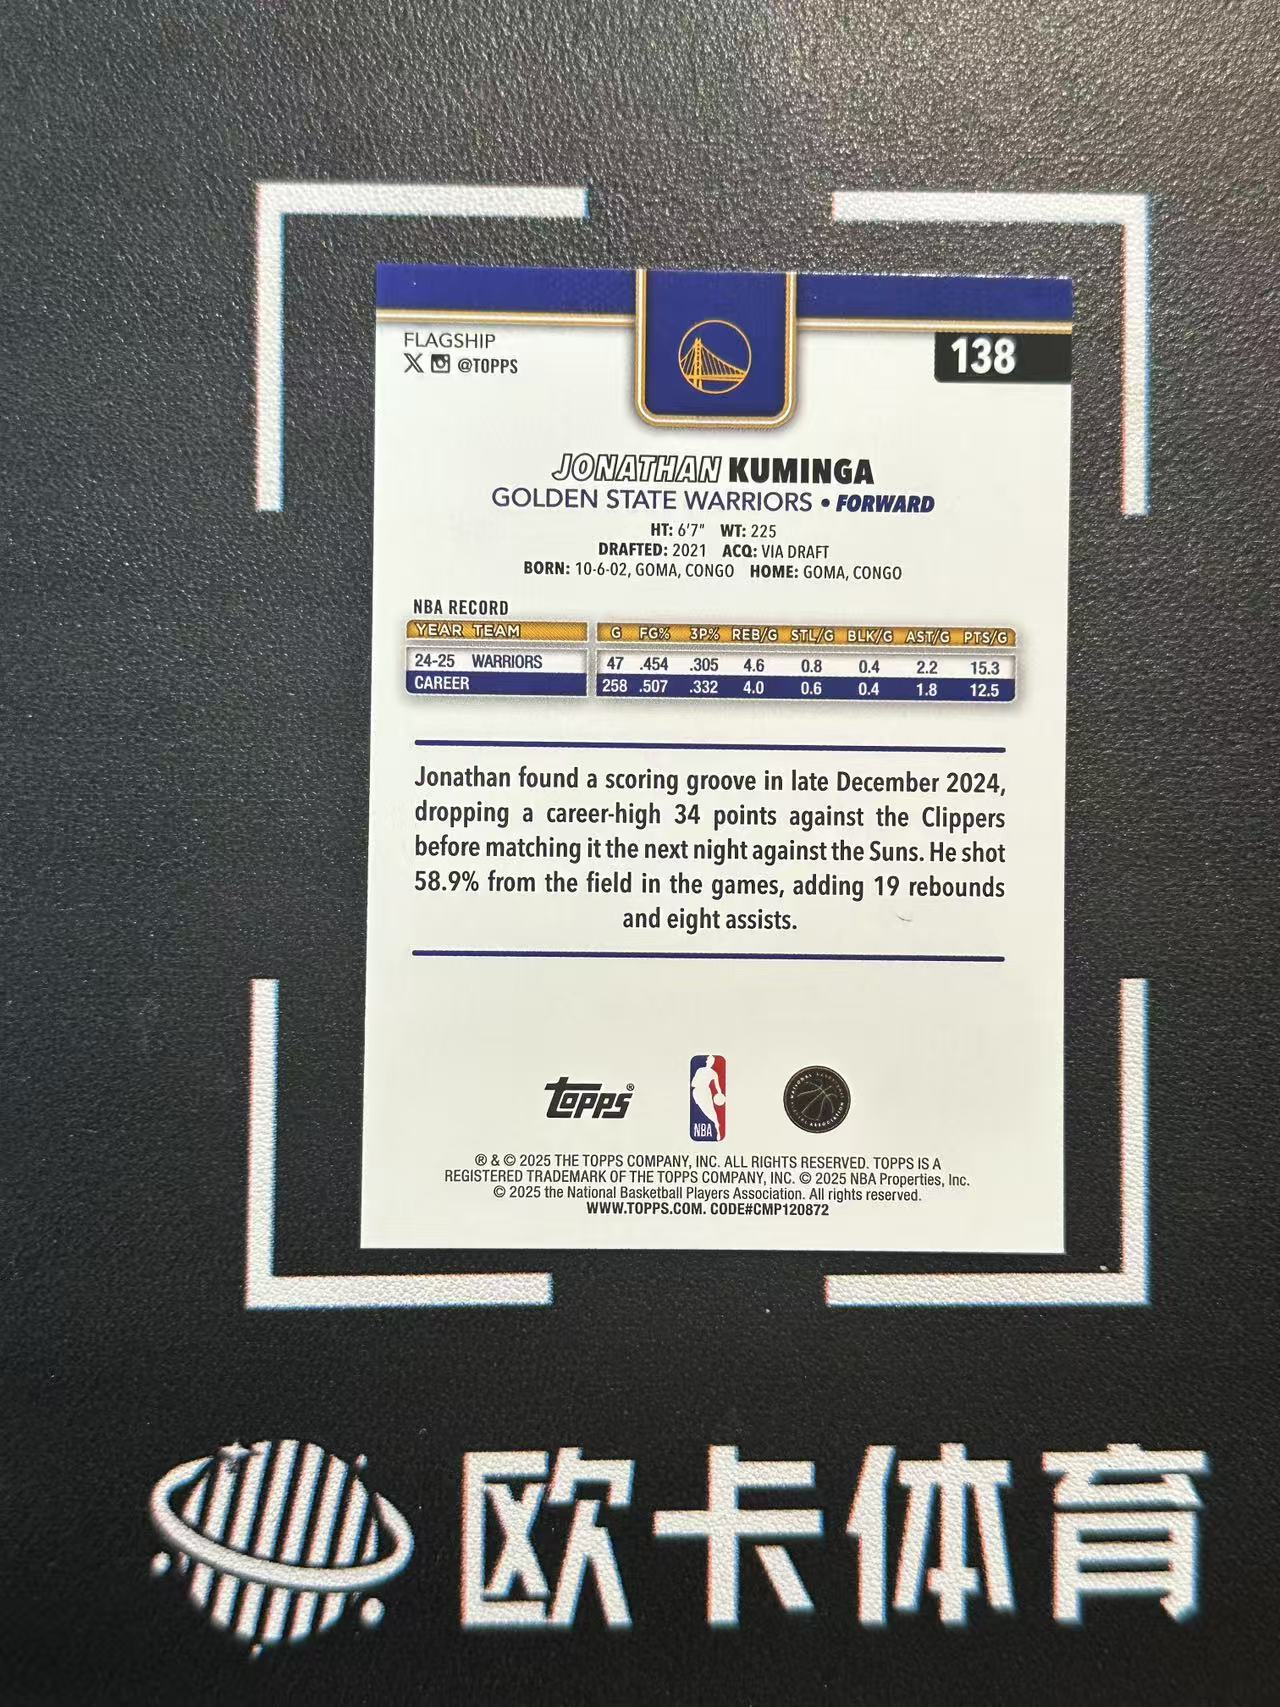 FLAGSHIP
@TOPPS
138
JONATHAN KUMINGA
GOLDEN STATE WARRIORS • FORWARD
HT: 6'7" WT: 225
DRAFTED: 2021 ACQ: VIA DRAFT
BORN: 10-6-02, GOMA, CONGO HOME: GOMA, CONGO
NBA RECORD
YEAR TEAM G FG% 3P% REB/G STL/G BLK/G AST/G PTS/G
24-25 WARRIORS 47 .454 .305 4.6 0.8 0.4 2.2 15.3
CAREER 258 .507 .332 4.0 0.6 0.4 1.8 12.5
Jonathan found a scoring groove in late December 2024,
dropping a career-high 34 points against the Clippers
before matching it the next night against the Suns. He shot
58.9% from the field in the games, adding 19 rebounds
and eight assists.
Topps®
NBA
® & © 2025 THE TOPPS COMPANY, INC. ALL RIGHTS RESERVED. TOPPS IS A
REGISTERED TRADEMARK OF THE TOPPS COMPANY, INC. © 2025 NBA Properties, Inc.
© 2025 the National Basketball Players Association. All rights reserved.
WWW.TOPPS.COM. CODE#CMP120872
欧卡体育